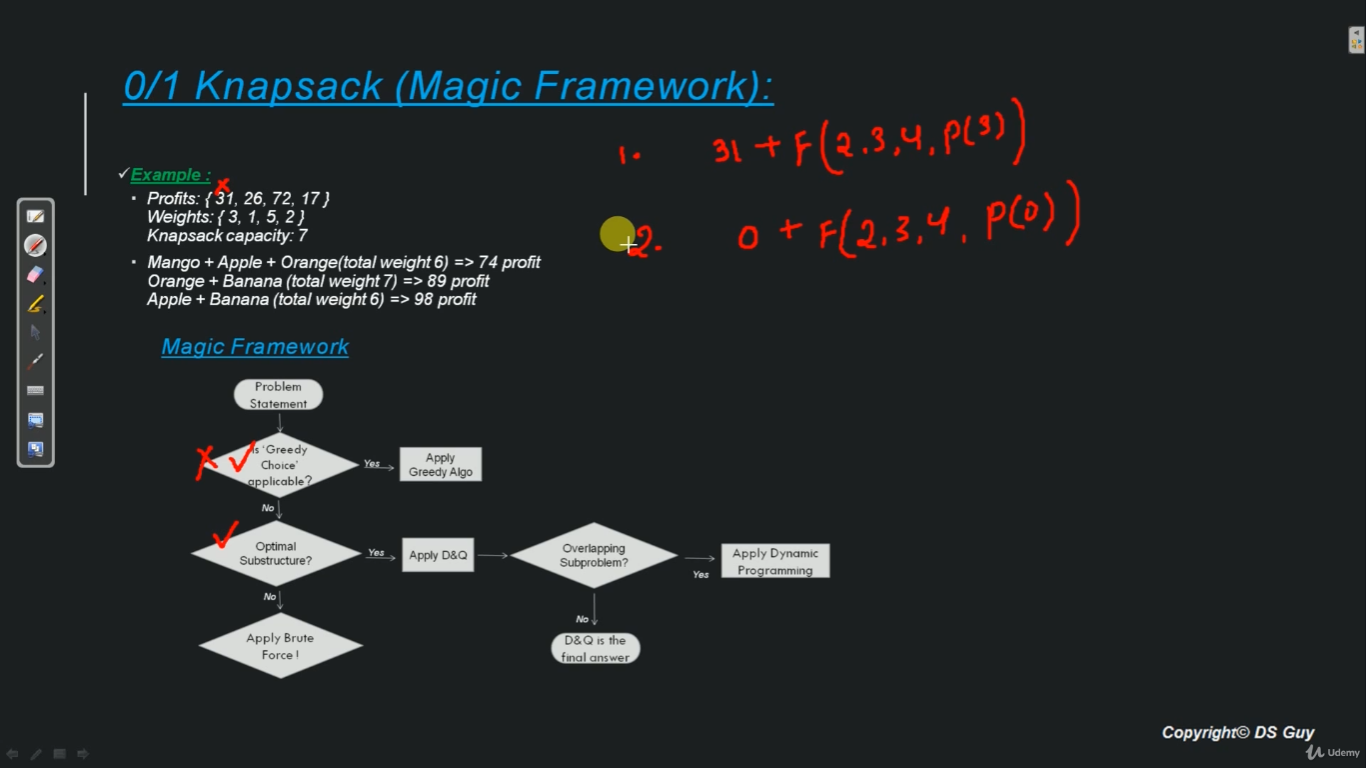 0/1 Knapsack (Magic Framework):
1. 31 + F(2,3,4, P(3))
2. 0 + F(2,3,4, P(0))
✓Example :
▪ Profits: { 31, 26, 72, 17 }
Weights: { 3, 1, 5, 2 }
Knapsack capacity: 7
▪ Mango + Apple + Orange(total weight 6) => 74 profit
Orange + Banana (total weight 7) => 89 profit
Apple + Banana (total weight 6) => 98 profit
Magic Framework
Problem
Statement
Is ‘Greedy
Choice’
applicable?
Yes
Apply
Greedy Algo
No
Optimal
Substructure?
Yes
Apply D&Q
Overlapping
Subproblem?
Yes
Apply Dynamic
Programming
No
Apply Brute
Force !
No
D&Q is the
final answer
Copyright© DS Guy
Udemy